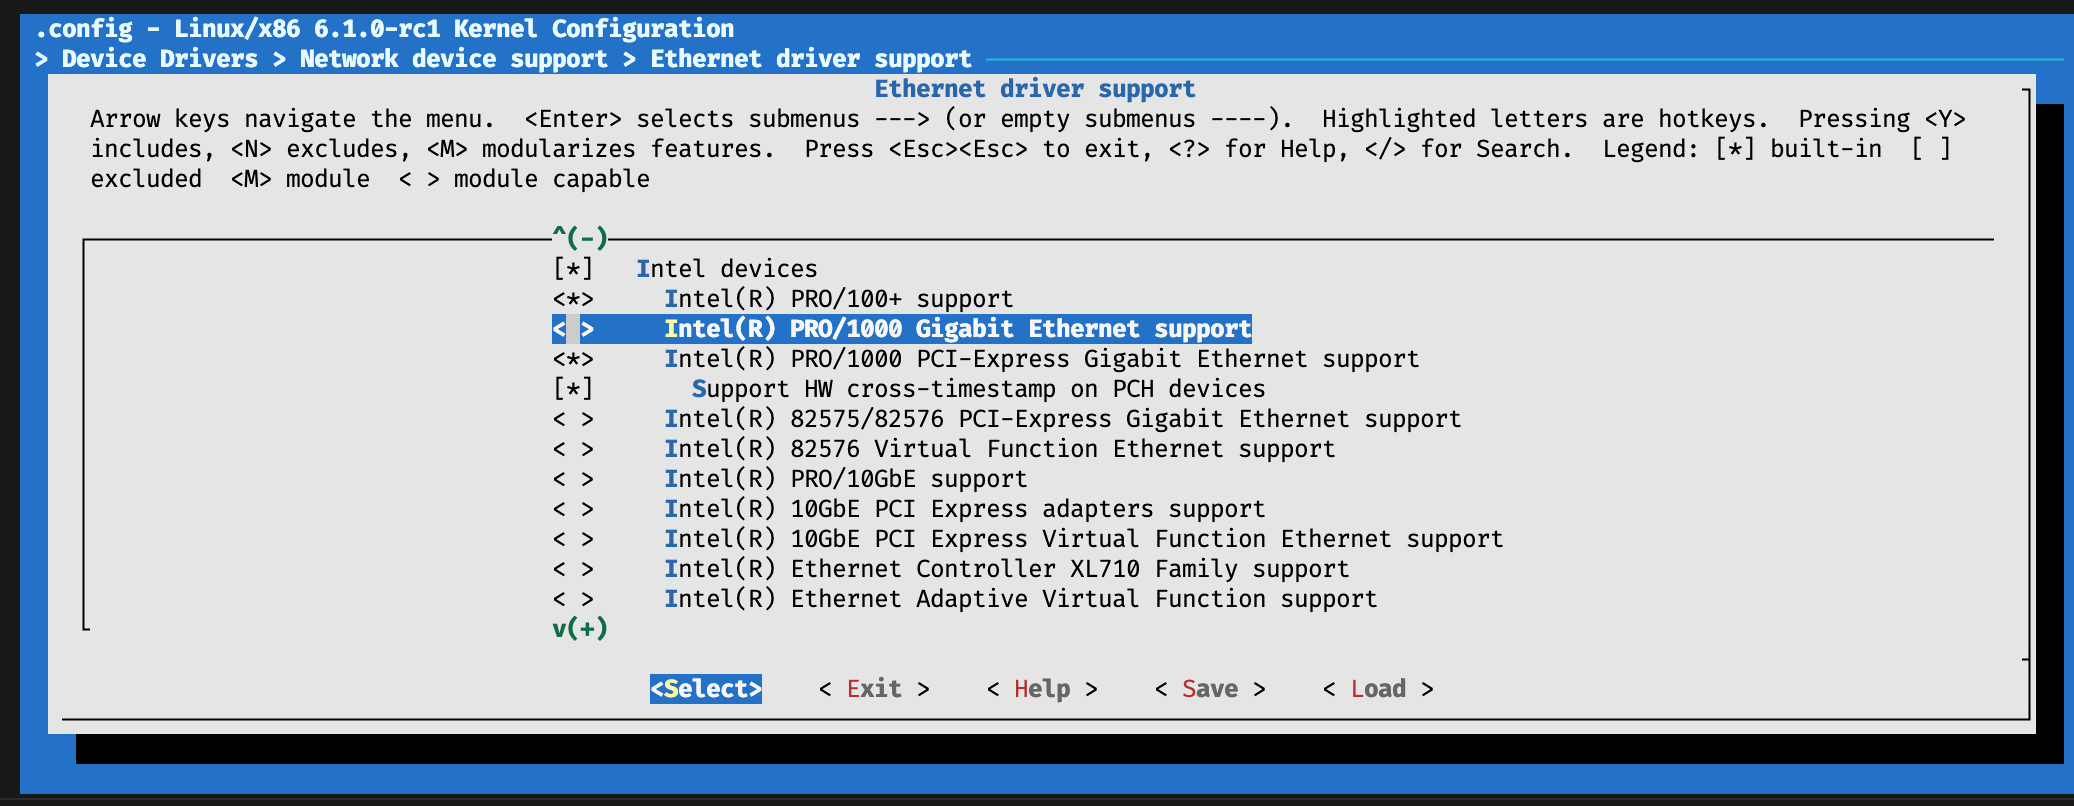 .config - Linux/x86 6.1.0-rc1 Kernel Configuration
> Device Drivers > Network device support > Ethernet driver support
Ethernet driver support
Arrow keys navigate the menu.  <Enter> selects submenus ---> (or empty submenus ----).  Highlighted letters are hotkeys.  Pressing <Y>
includes, <N> excludes, <M> modularizes features.  Press <Esc><Esc> to exit, <?> for Help, </> for Search.  Legend: [*] built-in  [ ]
excluded  <M> module  < > module capable
^(-)
[*]   Intel devices
<*>     Intel(R) PRO/100+ support
< >     Intel(R) PRO/1000 Gigabit Ethernet support
<*>     Intel(R) PRO/1000 PCI-Express Gigabit Ethernet support
[*]       Support HW cross-timestamp on PCH devices
< >     Intel(R) 82575/82576 PCI-Express Gigabit Ethernet support
< >     Intel(R) 82576 Virtual Function Ethernet support
< >     Intel(R) PRO/10GbE support
< >     Intel(R) 10GbE PCI Express adapters support
< >     Intel(R) 10GbE PCI Express Virtual Function Ethernet support
< >     Intel(R) Ethernet Controller XL710 Family support
< >     Intel(R) Ethernet Adaptive Virtual Function support
v(+)
<Select>    < Exit >    < Help >    < Save >    < Load >